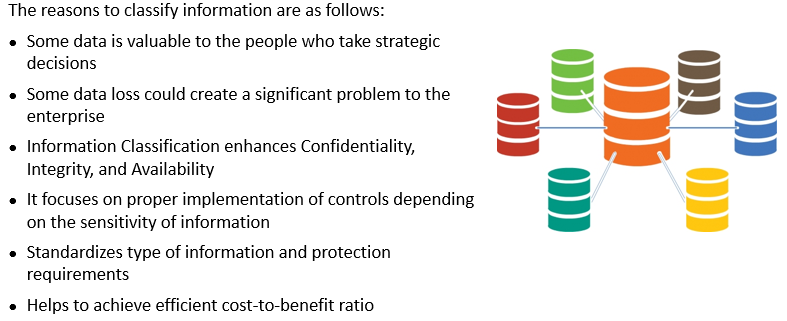 The reasons to classify information are as follows:
• Some data is valuable to the people who take strategic
decisions
• Some data loss could create a significant problem to the
enterprise
• Information Classification enhances Confidentiality,
Integrity, and Availability
• It focuses on proper implementation of controls depending
on the sensitivity of information
• Standardizes type of information and protection
requirements
• Helps to achieve efficient cost-to-benefit ratio